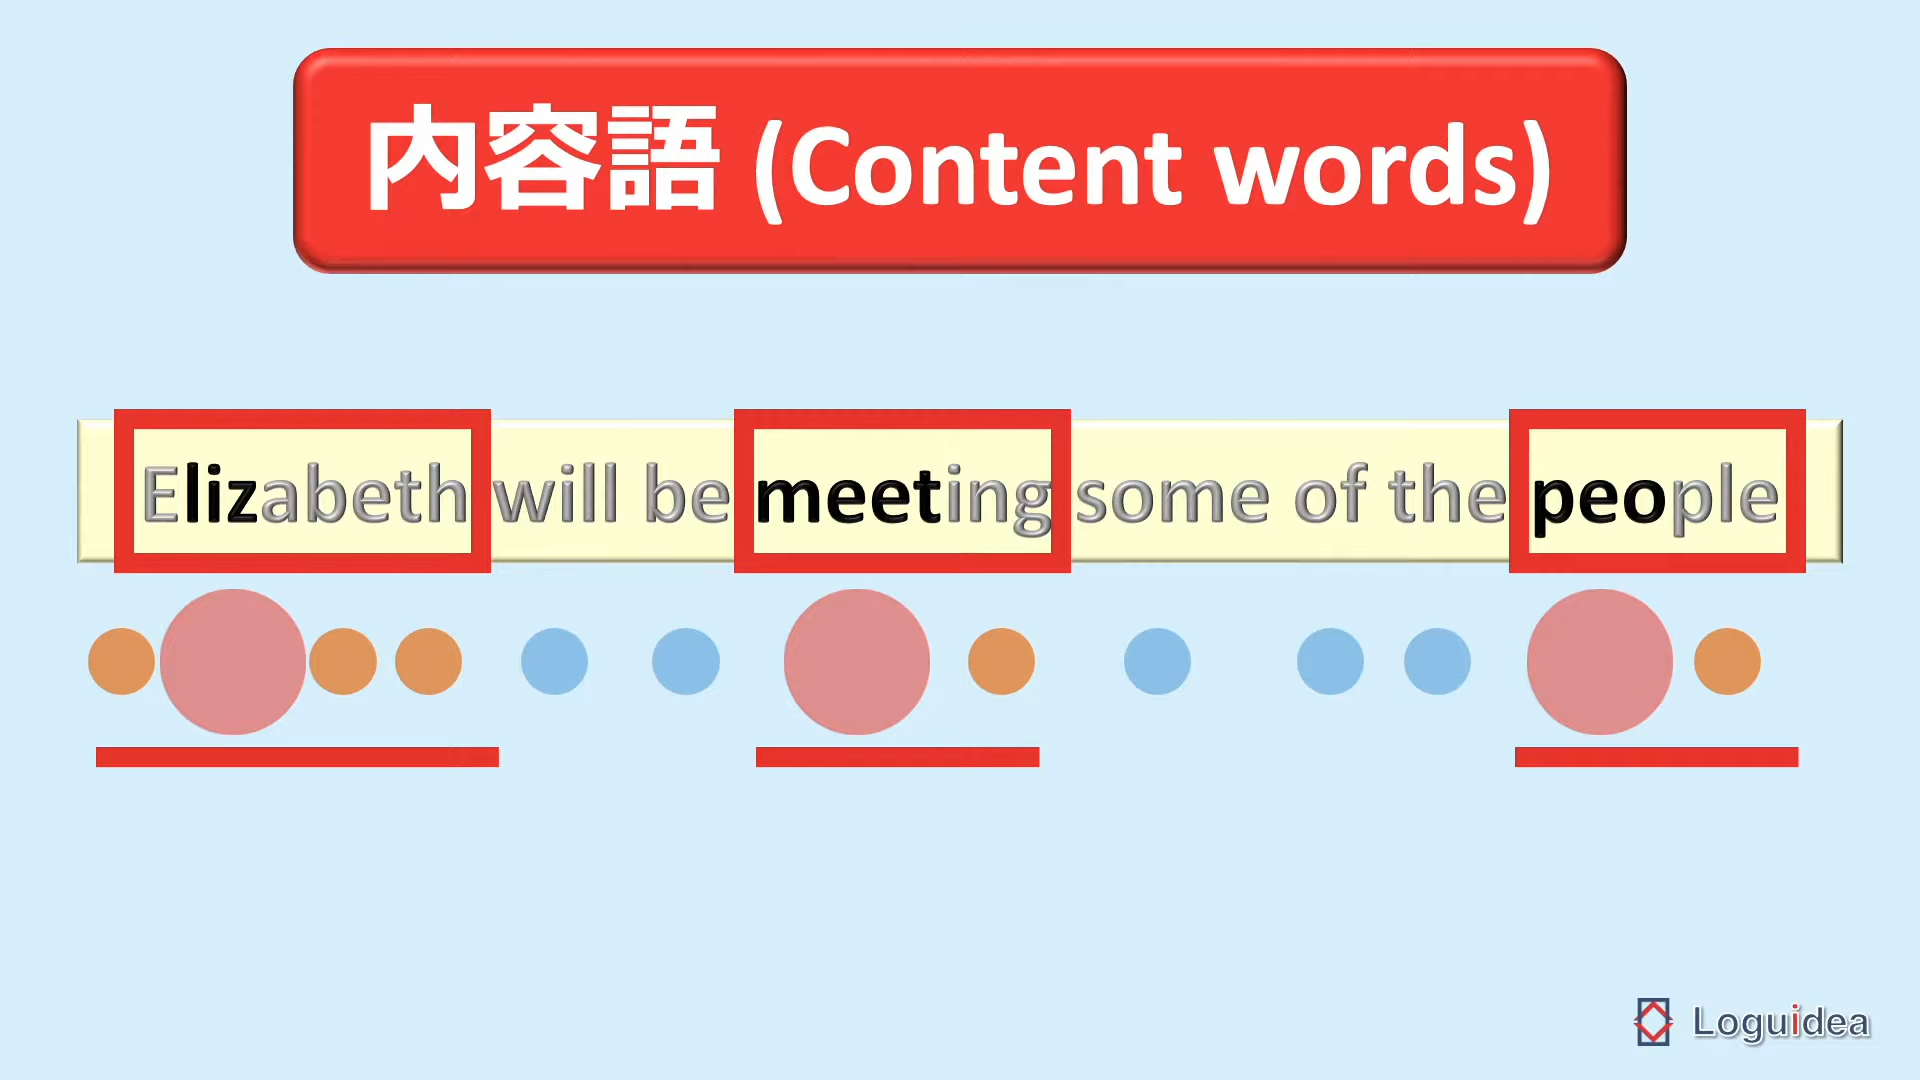 内容語 (Content words)
Elizabeth will be meeting some of the people
Loguidea